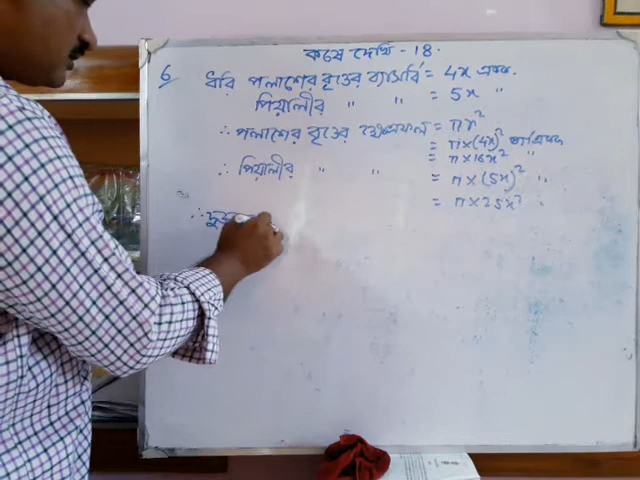 কষে দেখি - 18.
6 ধরি পলাশের বৃত্তের ব্যাসার্ধ = 4x একক.
পিয়ালীর " " = 5x "
∴ পলাশের বৃত্তের ক্ষেত্রফল = πr²
= π×(4x)² বর্গএকক
= π×16x² "
∴ পিয়ালীর " " = π×(5x)² "
= π×25x² "
∴